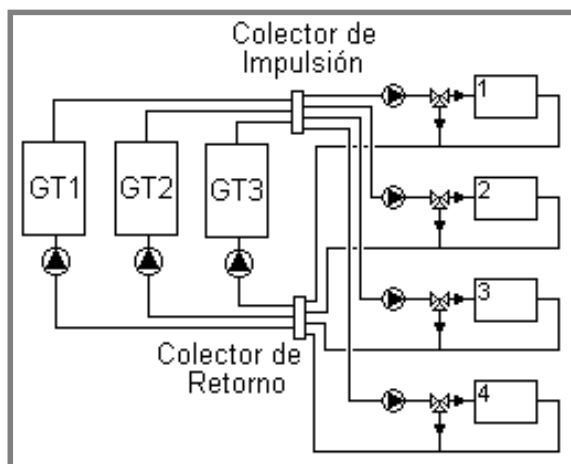 Colector de
Impulsión
GT1
GT2
GT3
1
2
3
4
Colector de
Retorno